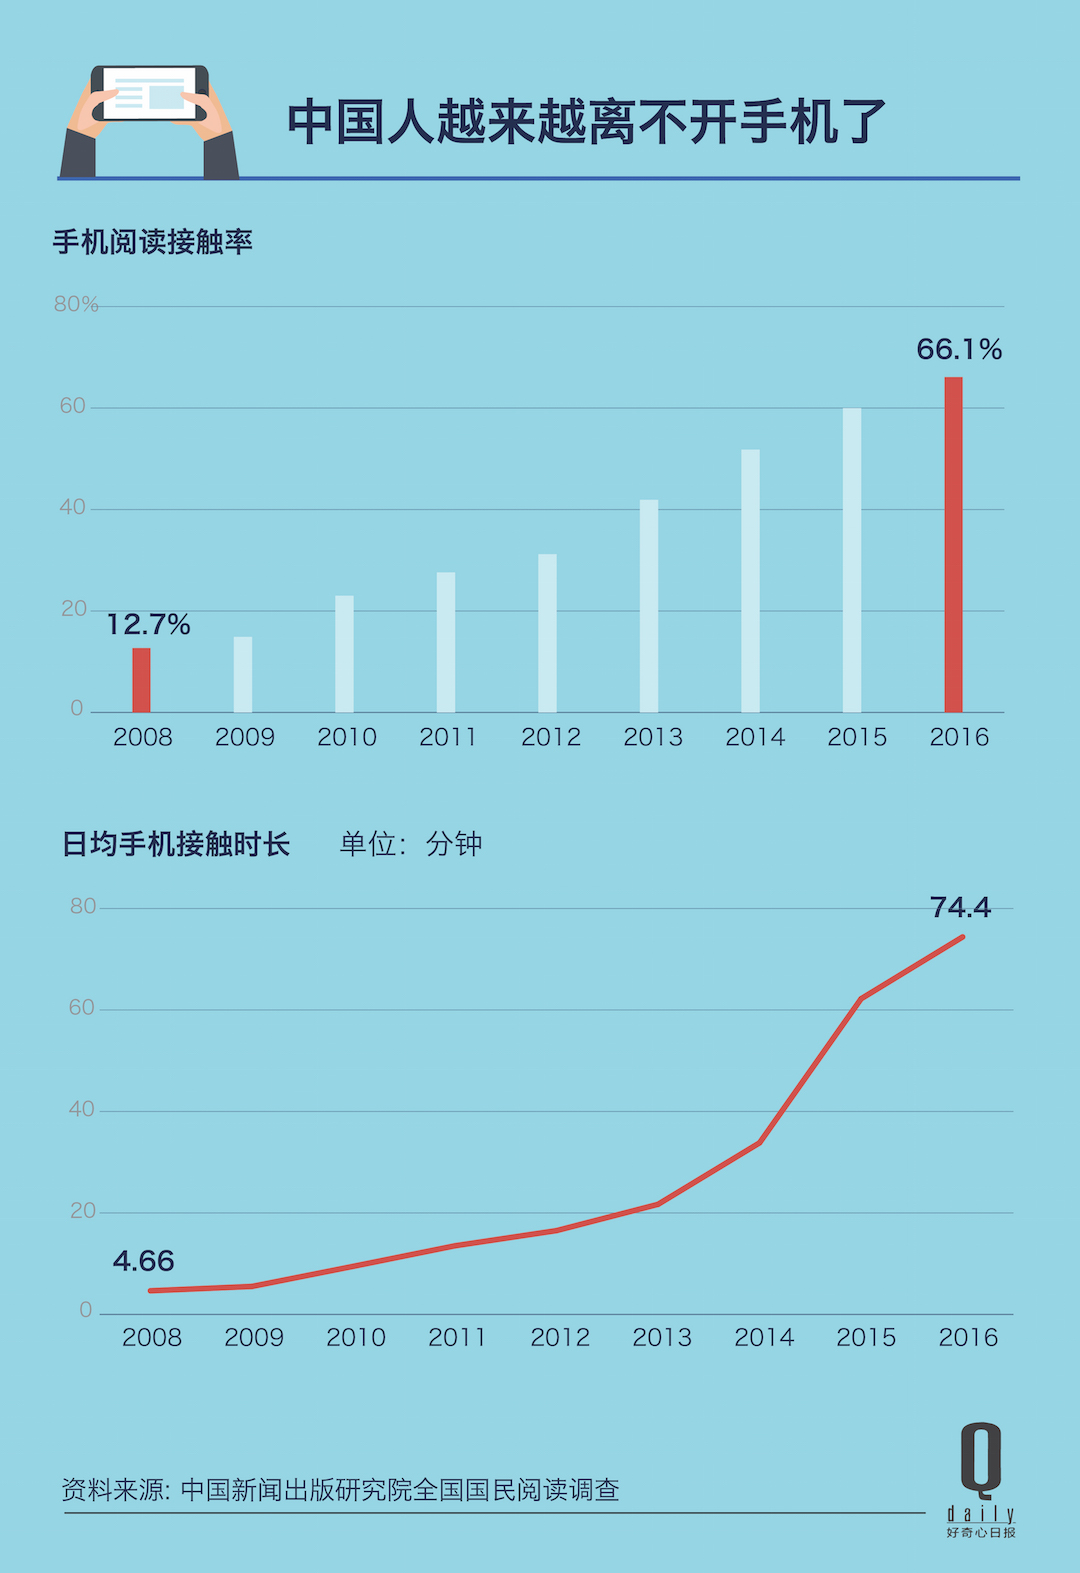 中国人越来越离不开手机了
手机阅读接触率
80%
66.1%
60
40
20
12.7%
0
2008 2009 2010 2011 2012 2013 2014 2015 2016
日均手机接触时长 单位：分钟
80
74.4
60
40
20
4.66
0
2008 2009 2010 2011 2012 2013 2014 2015 2016
资料来源: 中国新闻出版研究院全国国民阅读调查
Q
daily
好奇心日报